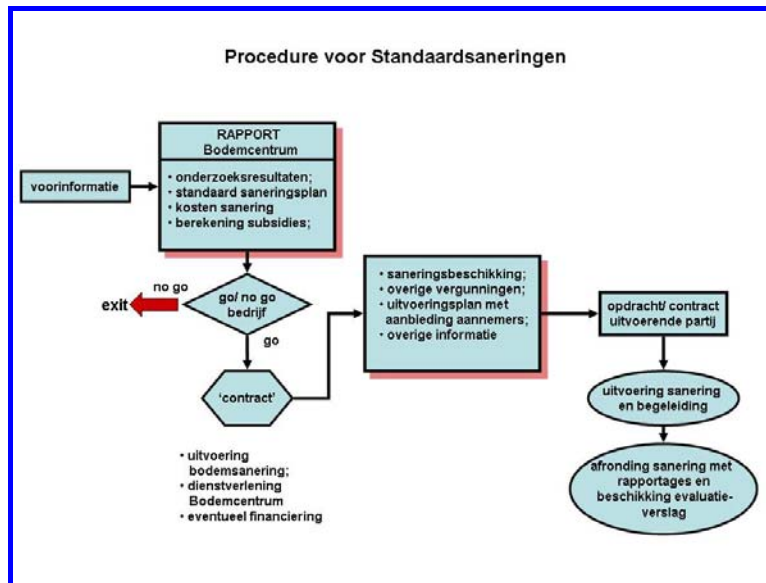 Procedure voor Standaardsaneringen
RAPPORT
Bodemcentrum
• onderzoeksresultaten;
• standaard saneringsplan
• kosten sanering
• berekening subsidies;
voorinformatie
no go
exit
go/ no go
bedrijf
go
'contract'
• uitvoering
bodemsanering;
• dienstverlening
Bodemcentrum
• eventueel financiering
• saneringsbeschikking;
• overige vergunningen;
• uitvoeringsplan met
aanbieding aannemers;
• overige informatie
opdracht/ contract
uitvoerende partij
uitvoering sanering
en begeleiding
afronding sanering met
rapportages en
beschikking evaluatie-
verslag